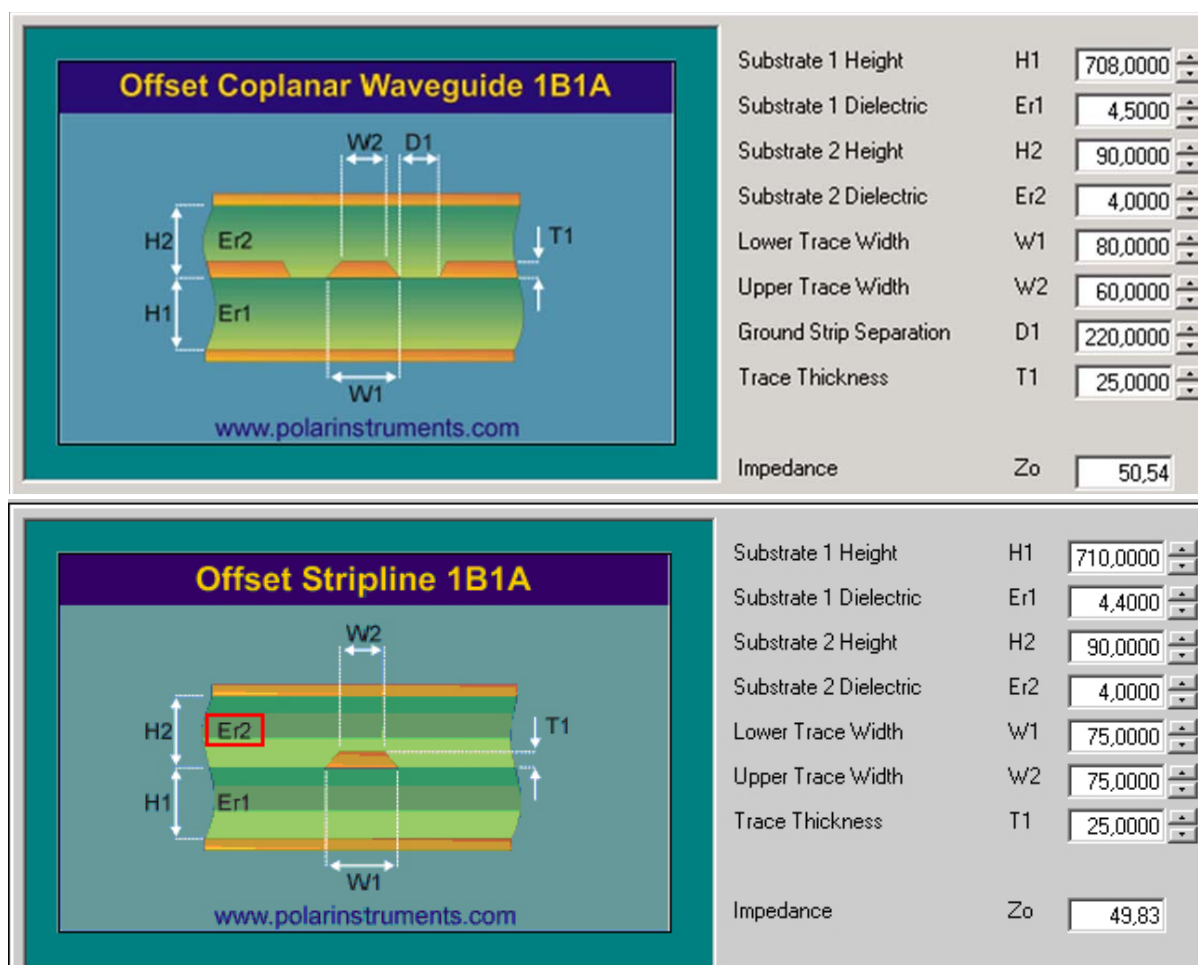 Offset Coplanar Waveguide 1B1A
W2 D1
H2 Er2 T1
H1 Er1
W1
www.polarinstruments.com
Substrate 1 Height H1 708,0000
Substrate 1 Dielectric Er1 4,5000
Substrate 2 Height H2 90,0000
Substrate 2 Dielectric Er2 4,0000
Lower Trace Width W1 80,0000
Upper Trace Width W2 60,0000
Ground Strip Separation D1 220,0000
Trace Thickness T1 25,0000
Impedance Zo 50,54
Offset Stripline 1B1A
W2
H2 Er2 T1
H1 Er1
W1
www.polarinstruments.com
Substrate 1 Height H1 710,0000
Substrate 1 Dielectric Er1 4,4000
Substrate 2 Height H2 90,0000
Substrate 2 Dielectric Er2 4,0000
Lower Trace Width W1 75,0000
Upper Trace Width W2 75,0000
Trace Thickness T1 25,0000
Impedance Zo 49,83